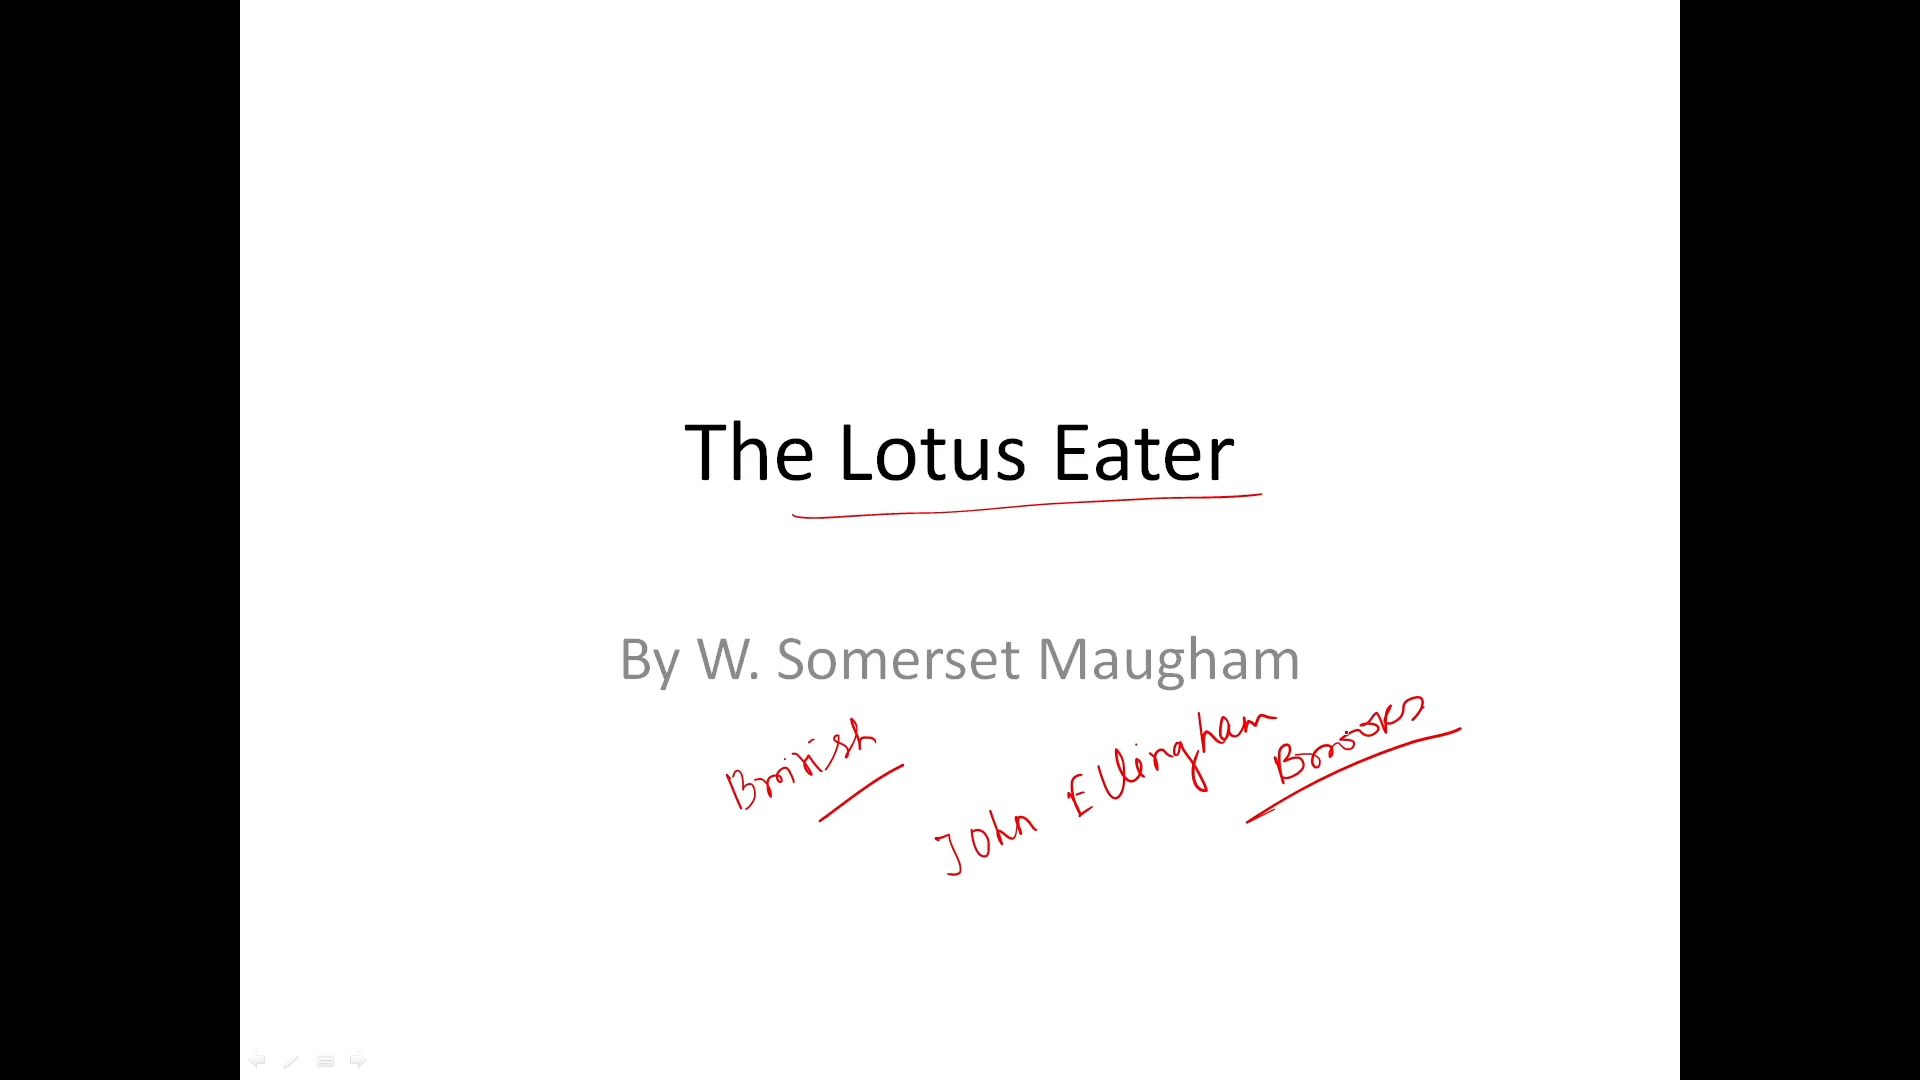 The Lotus Eater
By W. Somerset Maugham
British
John Ellingham Brooks